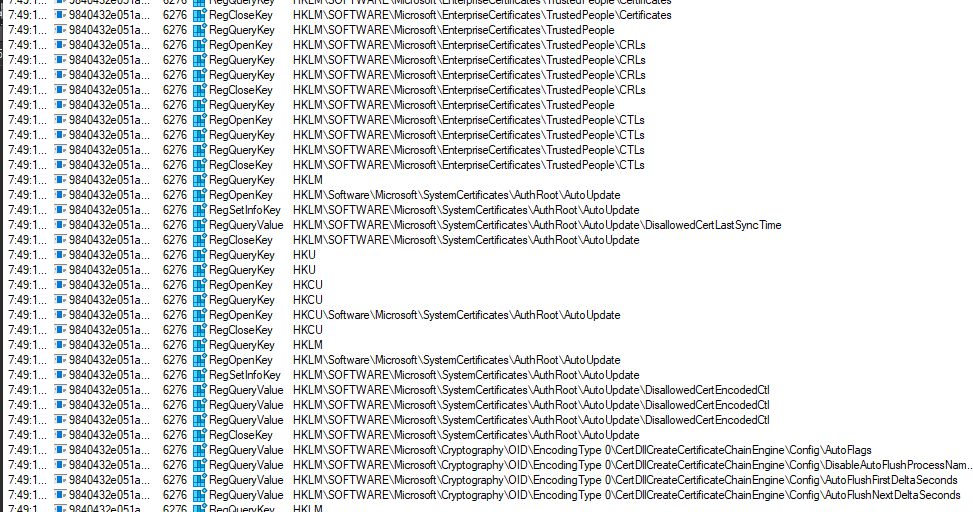 7:49:1... 9840432e051a... 6276 RegQueryKey HKLM\SOFTWARE\Microsoft\EnterpriseCertificates\TrustedPeople\Certificates
7:49:1... 9840432e051a... 6276 RegCloseKey HKLM\SOFTWARE\Microsoft\EnterpriseCertificates\TrustedPeople\Certificates
7:49:1... 9840432e051a... 6276 RegQueryKey HKLM\SOFTWARE\Microsoft\EnterpriseCertificates\TrustedPeople
7:49:1... 9840432e051a... 6276 RegOpenKey HKLM\SOFTWARE\Microsoft\EnterpriseCertificates\TrustedPeople\CRLs
7:49:1... 9840432e051a... 6276 RegQueryKey HKLM\SOFTWARE\Microsoft\EnterpriseCertificates\TrustedPeople\CRLs
7:49:1... 9840432e051a... 6276 RegQueryKey HKLM\SOFTWARE\Microsoft\EnterpriseCertificates\TrustedPeople\CRLs
7:49:1... 9840432e051a... 6276 RegCloseKey HKLM\SOFTWARE\Microsoft\EnterpriseCertificates\TrustedPeople\CRLs
7:49:1... 9840432e051a... 6276 RegQueryKey HKLM\SOFTWARE\Microsoft\EnterpriseCertificates\TrustedPeople
7:49:1... 9840432e051a... 6276 RegOpenKey HKLM\SOFTWARE\Microsoft\EnterpriseCertificates\TrustedPeople\CTLs
7:49:1... 9840432e051a... 6276 RegQueryKey HKLM\SOFTWARE\Microsoft\EnterpriseCertificates\TrustedPeople\CTLs
7:49:1... 9840432e051a... 6276 RegQueryKey HKLM\SOFTWARE\Microsoft\EnterpriseCertificates\TrustedPeople\CTLs
7:49:1... 9840432e051a... 6276 RegCloseKey HKLM\SOFTWARE\Microsoft\EnterpriseCertificates\TrustedPeople\CTLs
7:49:1... 9840432e051a... 6276 RegQueryKey HKLM
7:49:1... 9840432e051a... 6276 RegOpenKey HKLM\Software\Microsoft\SystemCertificates\AuthRoot\AutoUpdate
7:49:1... 9840432e051a... 6276 RegSetInfoKey HKLM\SOFTWARE\Microsoft\SystemCertificates\AuthRoot\AutoUpdate
7:49:1... 9840432e051a... 6276 RegQueryValue HKLM\SOFTWARE\Microsoft\SystemCertificates\AuthRoot\AutoUpdate\DisallowedCertLastSyncTime
7:49:1... 9840432e051a... 6276 RegCloseKey HKLM\SOFTWARE\Microsoft\SystemCertificates\AuthRoot\AutoUpdate
7:49:1... 9840432e051a... 6276 RegQueryKey HKU
7:49:1... 9840432e051a... 6276 RegQueryKey HKU
7:49:1... 9840432e051a... 6276 RegOpenKey HKCU
7:49:1... 9840432e051a... 6276 RegQueryKey HKCU
7:49:1... 9840432e051a... 6276 RegOpenKey HKCU\Software\Microsoft\SystemCertificates\AuthRoot\AutoUpdate
7:49:1... 9840432e051a... 6276 RegCloseKey HKCU
7:49:1... 9840432e051a... 6276 RegQueryKey HKLM
7:49:1... 9840432e051a... 6276 RegOpenKey HKLM\Software\Microsoft\SystemCertificates\AuthRoot\AutoUpdate
7:49:1... 9840432e051a... 6276 RegSetInfoKey HKLM\SOFTWARE\Microsoft\SystemCertificates\AuthRoot\AutoUpdate
7:49:1... 9840432e051a... 6276 RegQueryValue HKLM\SOFTWARE\Microsoft\SystemCertificates\AuthRoot\AutoUpdate\DisallowedCertEncodedCtl
7:49:1... 9840432e051a... 6276 RegQueryValue HKLM\SOFTWARE\Microsoft\SystemCertificates\AuthRoot\AutoUpdate\DisallowedCertEncodedCtl
7:49:1... 9840432e051a... 6276 RegQueryValue HKLM\SOFTWARE\Microsoft\SystemCertificates\AuthRoot\AutoUpdate\DisallowedCertEncodedCtl
7:49:1... 9840432e051a... 6276 RegCloseKey HKLM\SOFTWARE\Microsoft\SystemCertificates\AuthRoot\AutoUpdate
7:49:1... 9840432e051a... 6276 RegQueryValue HKLM\SOFTWARE\Microsoft\Cryptography\OID\EncodingType 0\CertDllCreateCertificateChainEngine\Config\AutoFlags
7:49:1... 9840432e051a... 6276 RegQueryValue HKLM\SOFTWARE\Microsoft\Cryptography\OID\EncodingType 0\CertDllCreateCertificateChainEngine\Config\DisableAutoFlushProcessNam...
7:49:1... 9840432e051a... 6276 RegQueryValue HKLM\SOFTWARE\Microsoft\Cryptography\OID\EncodingType 0\CertDllCreateCertificateChainEngine\Config\AutoFlushFirstDeltaSeconds
7:49:1... 9840432e051a... 6276 RegQueryValue HKLM\SOFTWARE\Microsoft\Cryptography\OID\EncodingType 0\CertDllCreateCertificateChainEngine\Config\AutoFlushNextDeltaSeconds
7:49:1... 9840432e051a... 6276 RegQueryKey HKLM